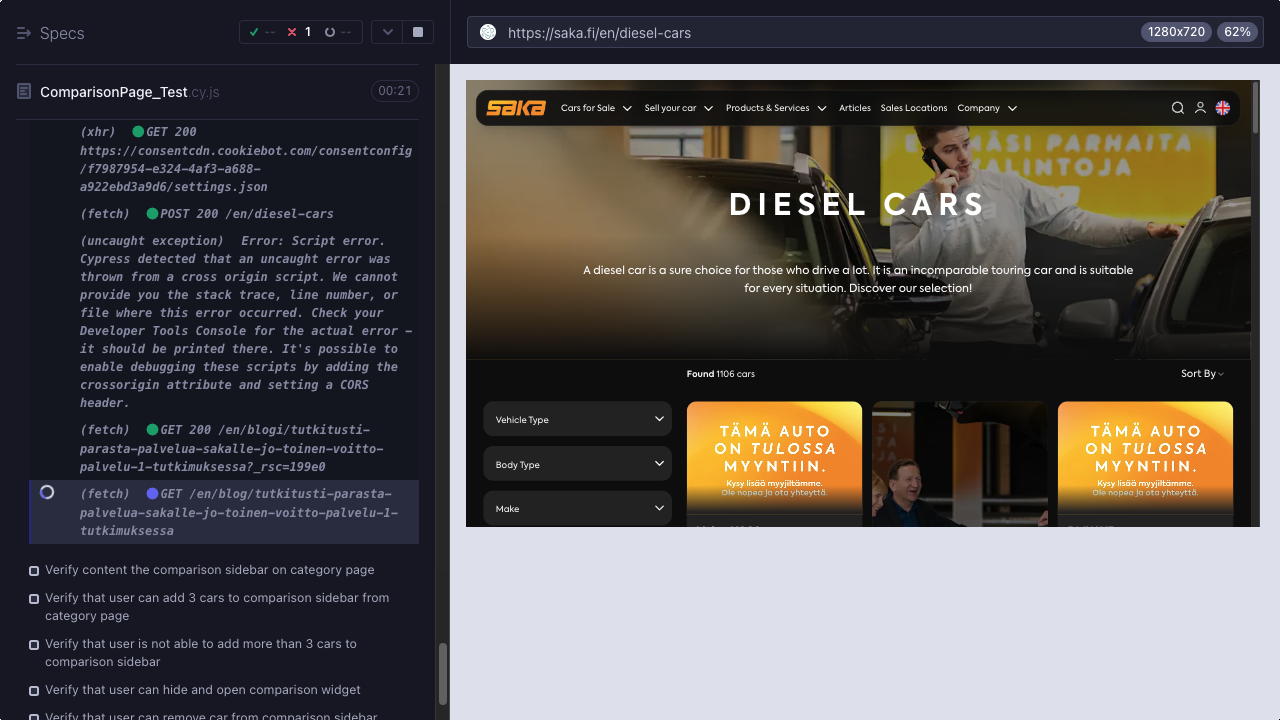 Specs
-- 1 --
ComparisonPage_Test.cy.js 00:21
(xhr) GET 200
https://consentcdn.cookiebot.com/consentconfig
/f7987954-e324-4af3-a688-
a922ebd3a9d6/settings.json
(fetch) POST 200 /en/diesel-cars
(uncaught exception) Error: Script error.
Cypress detected that an uncaught error was
thrown from a cross origin script. We cannot
provide you the stack trace, line number, or
file where this error occurred. Check your
Developer Tools Console for the actual error –
it should be printed there. It's possible to
enable debugging these scripts by adding the
crossorigin attribute and setting a CORS
header.
(fetch) GET 200 /en/blogi/tutkitusti-
parasta-palvelua-sakalle-jo-toinen-voitto-
palvelu-1-tutkimuksessa?_rsc=199e0
(fetch) GET /en/blog/tutkitusti-parasta-
palvelua-sakalle-jo-toinen-voitto-palvelu-1-
tutkimuksessa
Verify content the comparison sidebar on category page
Verify that user can add 3 cars to comparison sidebar from
category page
Verify that user is not able to add more than 3 cars to
comparison sidebar
Verify that user can hide and open comparison widget
Verify that user can remove car from comparison sidebar
https://saka.fi/en/diesel-cars 1280x720 62%
saka Cars for Sale Sell your car Products & Services Articles Sales Locations Company
PARHAITA
DIESEL CARS
A diesel car is a sure choice for those who drive a lot. It is an incomparable touring car and is suitable
for every situation. Discover our selection!
Found 1106 cars Sort By
Vehicle Type
Body Type
Make
TÄMÄ AUTO
ON TULOSSA
MYYNTIIN.
Kysy lisää myyjiltämme.
Ole nopea ja ota yhteyttä.
TÄMÄ AUTO
ON TULOSSA
MYYNTIIN.
Kysy lisää myyjiltämme.
Ole nopea ja ota yhteyttä.